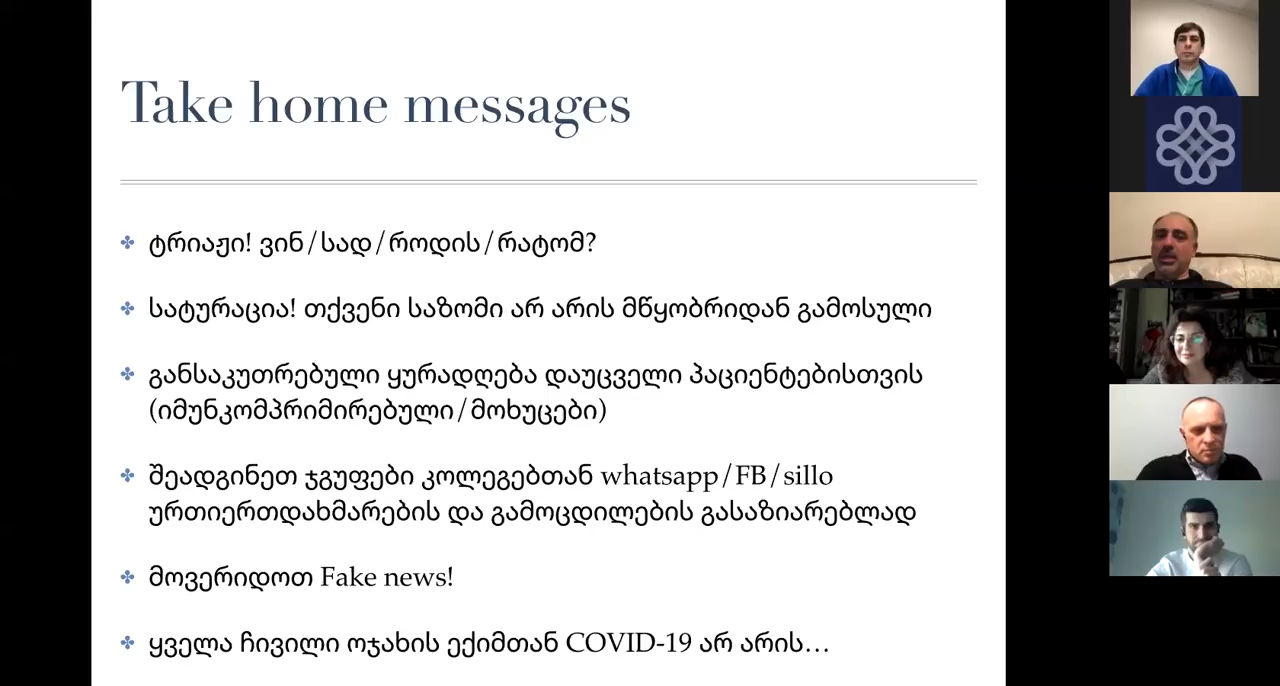 Take home messages
ტრიაჟი! ვინ/სად/როდის/რატომ?
სატურაცია! თქვენი საზომი არ არის მწყობრიდან გამოსული
განსაკუთრებული ყურადღება დაუცველი პაციენტებისთვის
(იმუნკომპრიმირებული/მოხუცები)
შეადგინეთ ჯგუფები კოლეგებთან whatsapp/FB/sillo
ურთიერთდახმარების და გამოცდილების გასაზიარებლად
მოვერიდოთ Fake news!
ყველა ჩივილი ოჯახის ექიმთან COVID-19 არ არის...